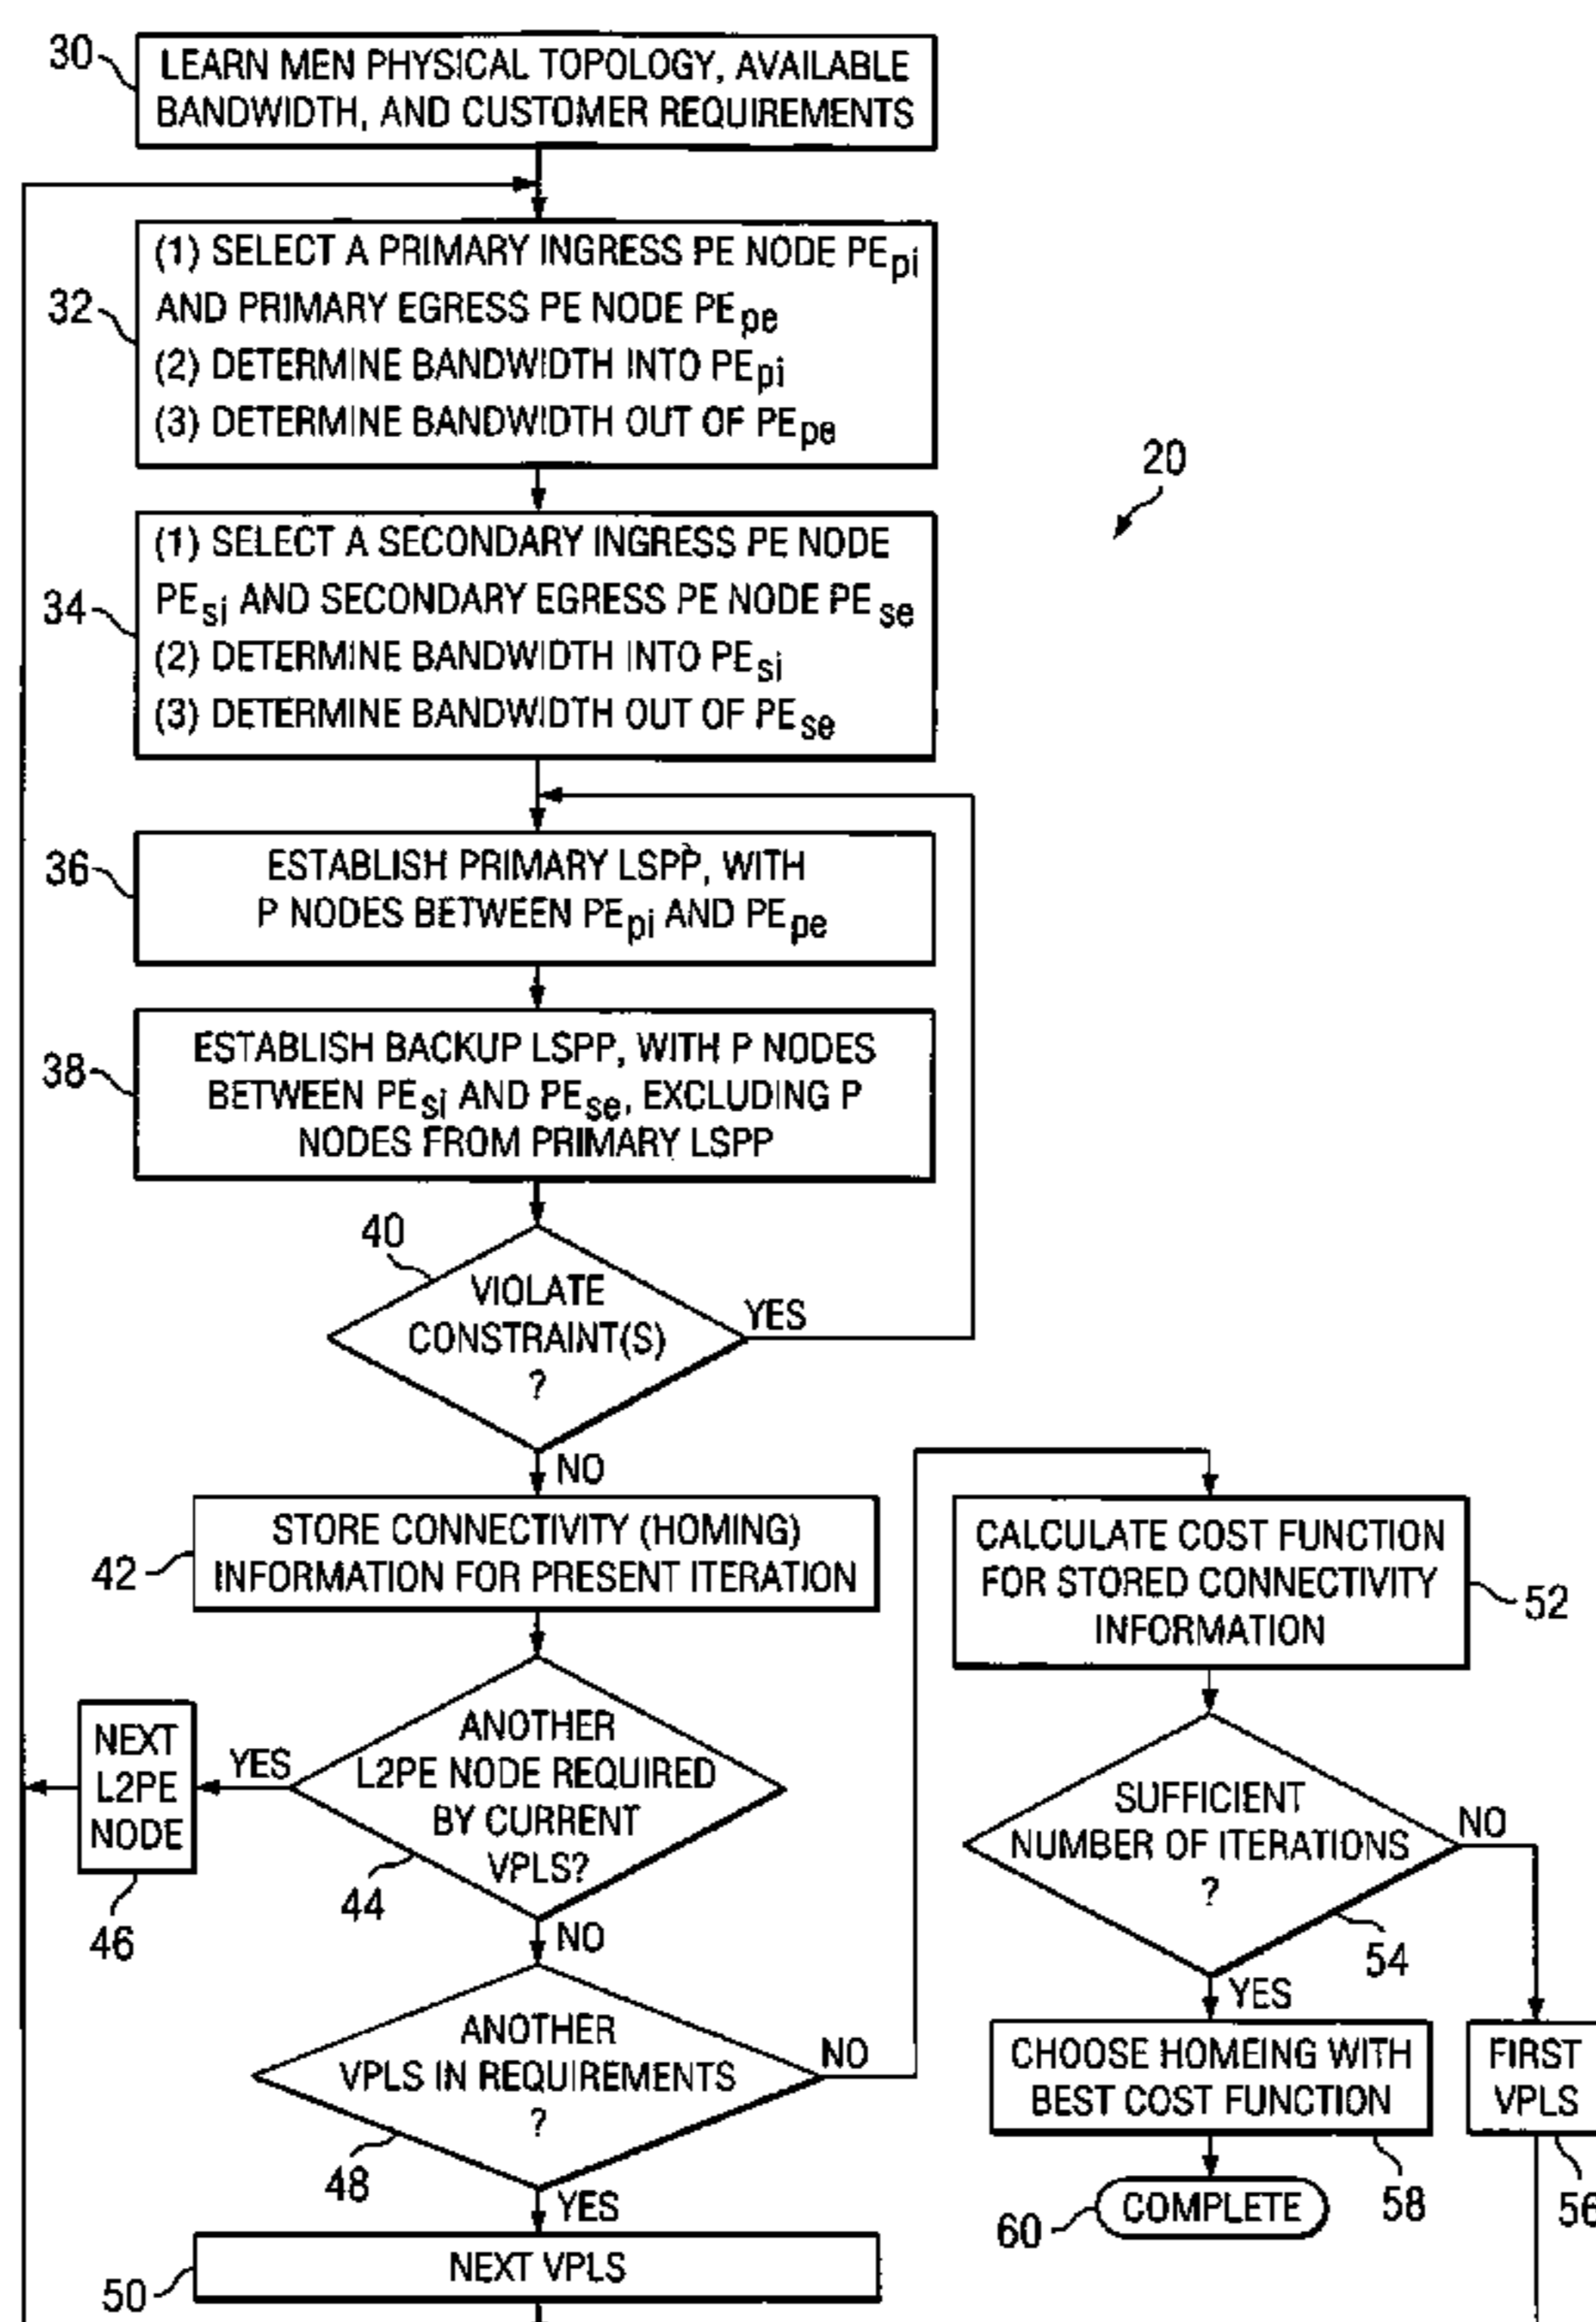 30
LEARN MEN PHYSICAL TOPOLOGY, AVAILABLE
BANDWIDTH, AND CUSTOMER REQUIREMENTS
32
(1) SELECT A PRIMARY INGRESS PE NODE PEpi
AND PRIMARY EGRESS PE NODE PEpe
(2) DETERMINE BANDWIDTH INTO PEpi
(3) DETERMINE BANDWIDTH OUT OF PEpe
20
34
(1) SELECT A SECONDARY INGRESS PE NODE
PEsi AND SECONDARY EGRESS PE NODE PEse
(2) DETERMINE BANDWIDTH INTO PEsi
(3) DETERMINE BANDWIDTH OUT OF PEse
36
ESTABLISH PRIMARY LSPP, WITH
P NODES BETWEEN PEpi AND PEpe
38
ESTABLISH BACKUP LSPP, WITH P NODES
BETWEEN PEsi AND PEse, EXCLUDING P
NODES FROM PRIMARY LSPP
40
VIOLATE
CONSTRAINT(S)
?
YES
NO
42
STORE CONNECTIVITY (HOMING)
INFORMATION FOR PRESENT ITERATION
44
ANOTHER
L2PE NODE REQUIRED
BY CURRENT
VPLS?
YES
NEXT
L2PE
NODE
46
NO
48
ANOTHER
VPLS IN REQUIREMENTS
?
NO
YES
50
NEXT VPLS
CALCULATE COST FUNCTION
FOR STORED CONNECTIVITY
INFORMATION
52
SUFFICIENT
NUMBER OF ITERATIONS
?
54
NO
YES
CHOOSE HOMEING WITH
BEST COST FUNCTION
58
FIRST
VPLS
56
60
COMPLETE